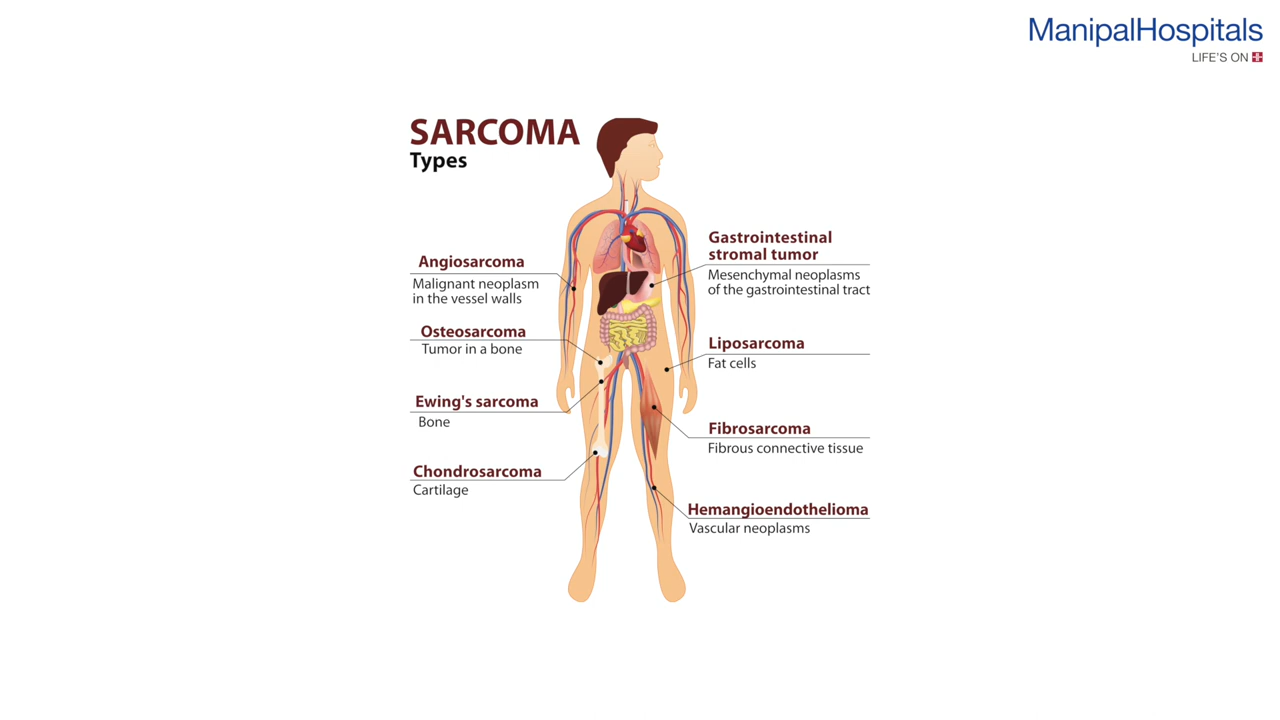 ManipalHospitals
LIFE'S ON
SARCOMA
Types
Angiosarcoma
Malignant neoplasm
in the vessel walls
Osteosarcoma
Tumor in a bone
Ewing's sarcoma
Bone
Chondrosarcoma
Cartilage
Gastrointestinal
stromal tumor
Mesenchymal neoplasms
of the gastrointestinal tract
Liposarcoma
Fat cells
Fibrosarcoma
Fibrous connective tissue
Hemangioendothelioma
Vascular neoplasms